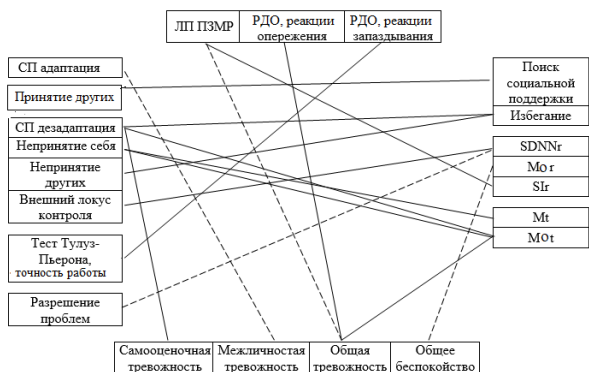 ЛП ПЗМР
РДО, реакции
опережения
РДО, реакции
запаздывания
СП адаптация
Принятие других
СП дезадаптация
Непринятие себя
Непринятие
других
Внешний локус
контроля
Тест Тулуз-
Пьерона,
точность работы
Разрешение
проблем
Поиск
социальной
поддержки
Избегание
SDNNr
Mo r
SIr
Mt
Mot
Самооценочная
тревожность
Межличностая
тревожность
Общая
тревожность
Общее
беспокойство